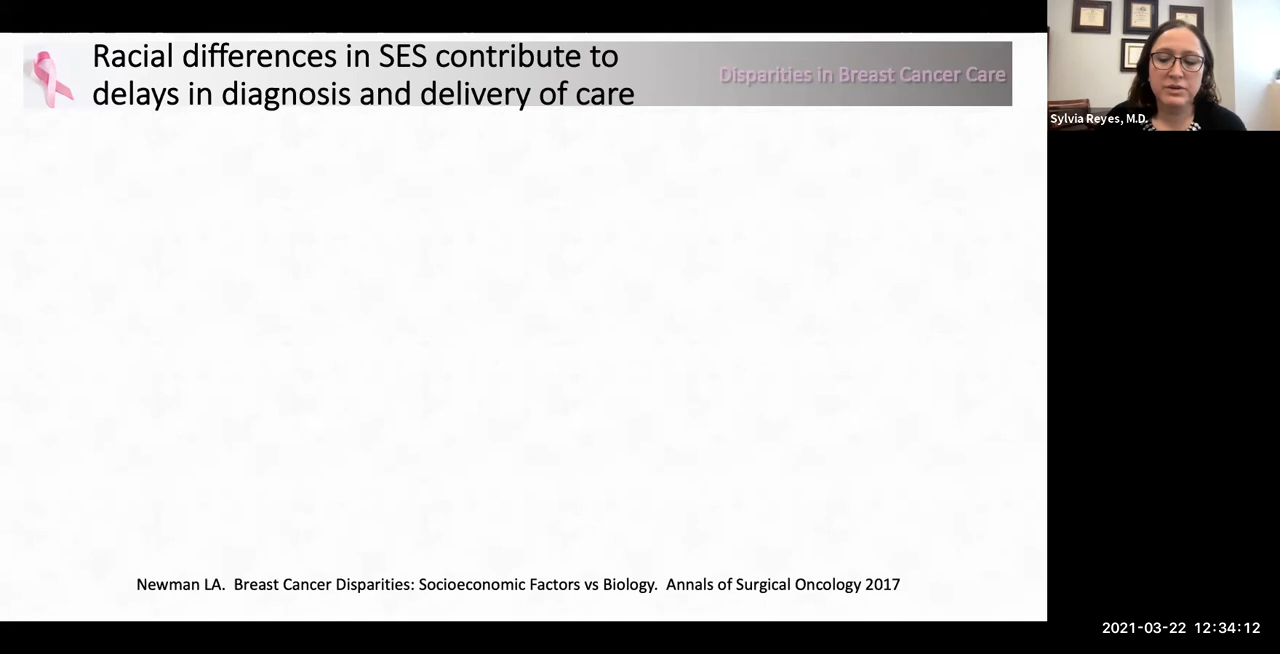 Racial differences in SES contribute to
delays in diagnosis and delivery of care
Disparities in Breast Cancer Care
Sylvia Reyes, M.D.
Newman LA.  Breast Cancer Disparities: Socioeconomic Factors vs Biology.  Annals of Surgical Oncology 2017
2021-03-22  12:34:12